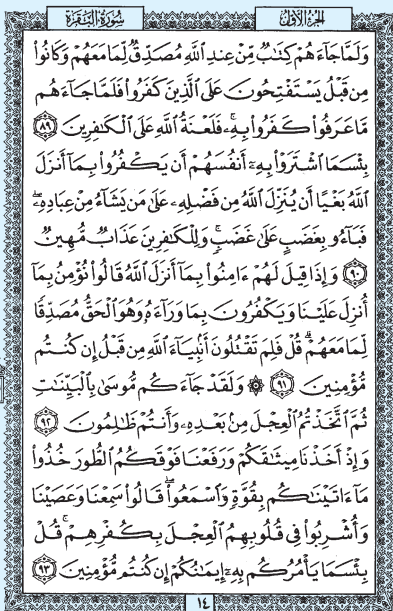 سُورَةُ البَقَرَةِ
الجُزْءُ الأَوَّلُ
وَلَمَّا جَآءَهُمْ كِتَٰبٌ مِّنْ عِندِ ٱللَّهِ مُصَدِّقٌ لِّمَا مَعَهُمْ وَكَانُوا۟
مِن قَبْلُ يَسْتَفْتِحُونَ عَلَى ٱلَّذِينَ كَفَرُوا۟ فَلَمَّا جَآءَهُم
مَّا عَرَفُوا۟ كَفَرُوا۟ بِهِۦۚ فَلَعْنَةُ ٱللَّهِ عَلَى ٱلْكَٰفِرِينَ ٨٩
بِئْسَمَا ٱشْتَرَوْا۟ بِهِۦٓ أَنفُسَهُمْ أَن يَكْفُرُوا۟ بِمَآ أَنزَلَ
ٱللَّهُ بَغْيًا أَن يُنَزِّلَ ٱللَّهُ مِن فَضْلِهِۦ عَلَىٰ مَن يَشَآءُ مِنْ عِبَادِهِۦۖ
فَبَآءُو بِغَضَبٍ عَلَىٰ غَضَبٍۚ وَلِلْكَٰفِرِينَ عَذَابٌ مُّهِينٌ
٩٠ وَإِذَا قِيلَ لَهُمْ ءَامِنُوا۟ بِمَآ أَنزَلَ ٱللَّهُ قَالُوا۟ نُؤْمِنُ بِمَآ
أُنزِلَ عَلَيْنَا وَيَكْفُرُونَ بِمَا وَرَآءَهُۥ وَهُوَ ٱلْحَقُّ مُصَدِّقًا
لِّمَا مَعَهُمْۗ قُلْ فَلِمَ تَقْتُلُونَ أَنۢبِيَآءَ ٱللَّهِ مِن قَبْلُ إِن كُنتُم
مُّؤْمِنِينَ ٩١ ۞ وَلَقَدْ جَآءَكُم مُّوسَىٰ بِٱلْبَيِّنَٰتِ
ثُمَّ ٱتَّخَذْتُمُ ٱلْعِجْلَ مِنۢ بَعْدِهِۦ وَأَنتُمْ ظَٰلِمُونَ ٩٢
وَإِذْ أَخَذْنَا مِيثَٰقَكُمْ وَرَفَعْنَا فَوْقَكُمُ ٱلطُّورَ خُذُوا۟
مَآ ءَاتَيْنَٰكُم بِقُوَّةٍ وَٱسْمَعُوا۟ۖ قَالُوا۟ سَمِعْنَا وَعَصَيْنَا
وَأُشْرِبُوا۟ فِى قُلُوبِهِمُ ٱلْعِجْلَ بِكُفْرِهِمْۚ قُلْ
بِئْسَمَا يَأْمُرُكُم بِهِۦٓ إِيمَٰنُكُمْ إِن كُنتُم مُّؤْمِنِينَ ٩٣
١٤